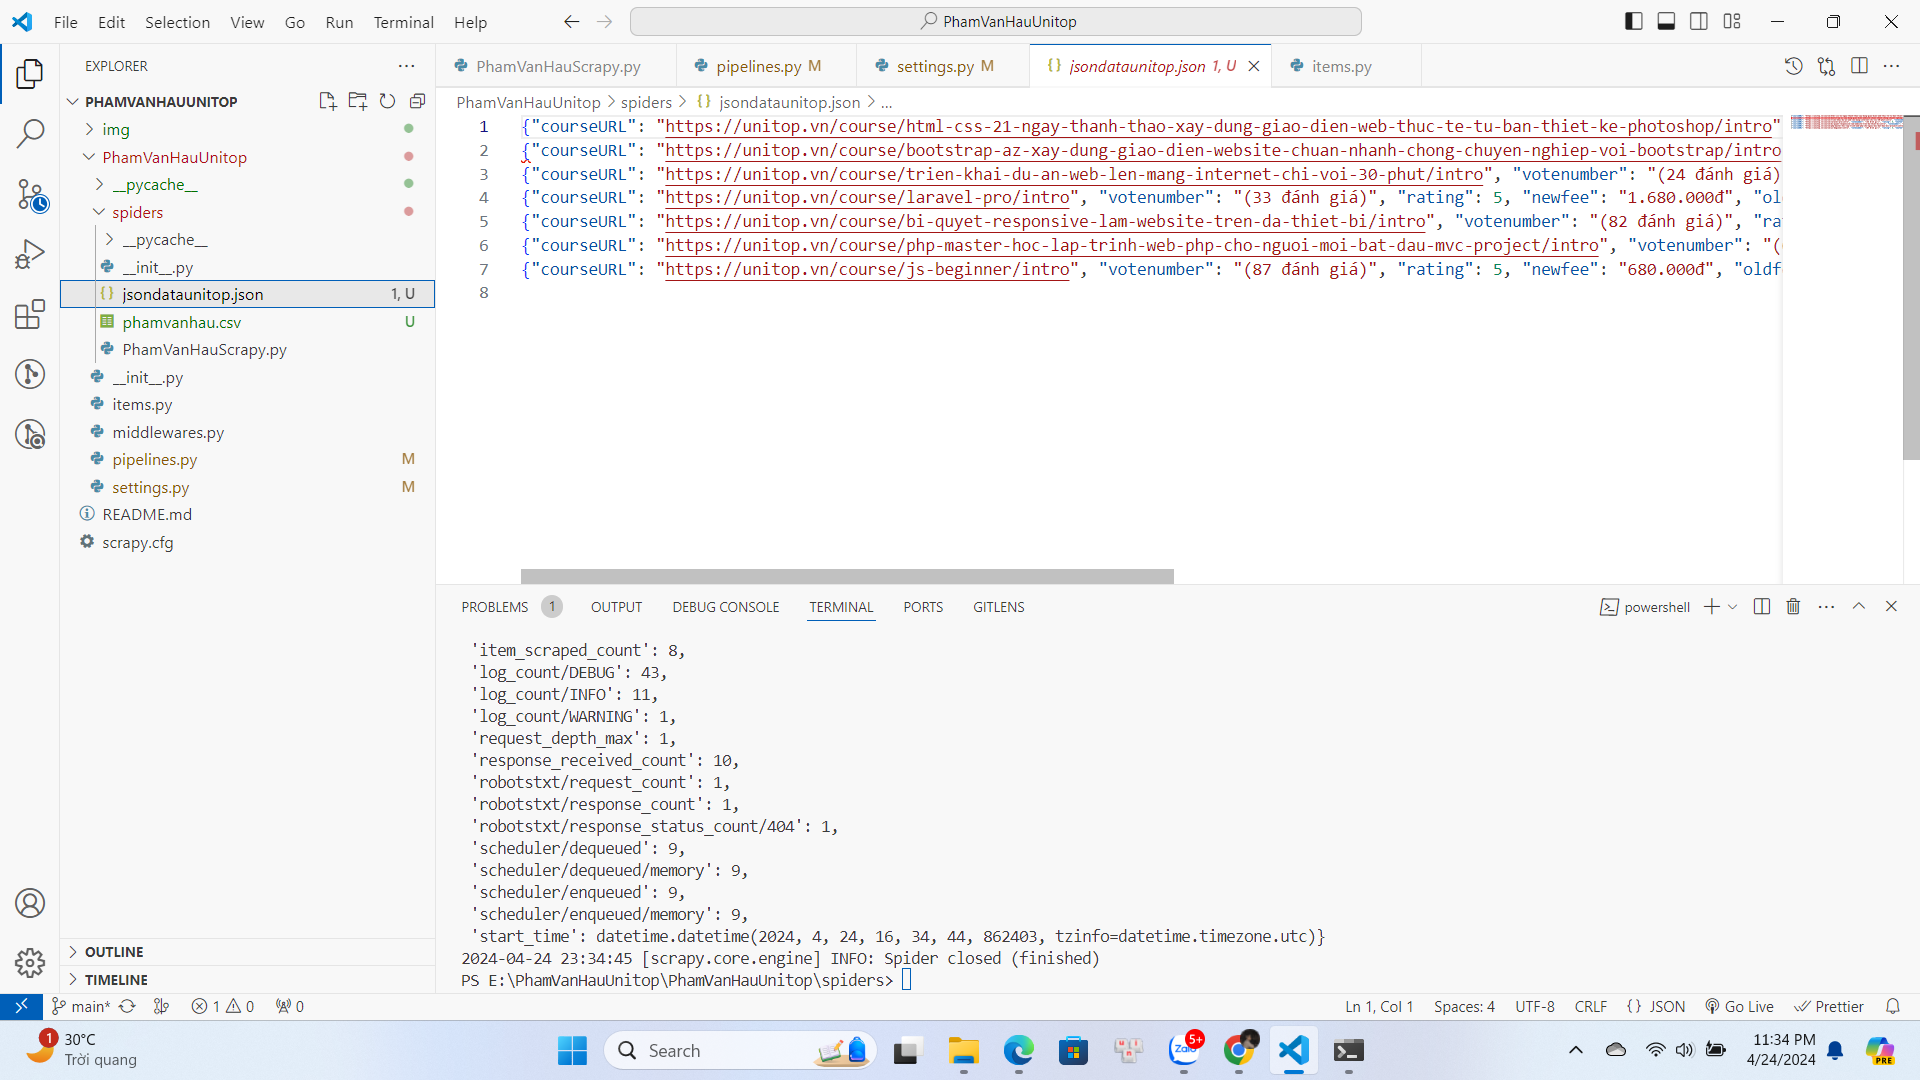 File Edit Selection View Go Run Terminal Help
PhamVanHauUnitop
EXPLORER
PHAMVANHAUUNITOP
img
PhamVanHauUnitop
__pycache__
spiders
__pycache__
__init__.py
jsondataunitop.json 1, U
phamvanhau.csv U
PhamVanHauScrapy.py
__init__.py
items.py
middlewares.py
pipelines.py M
settings.py M
README.md
scrapy.cfg
OUTLINE
TIMELINE
PhamVanHauScrapy.py pipelines.py M settings.py M jsondataunitop.json 1, U items.py
PhamVanHauUnitop > spiders > {} jsondataunitop.json > ...
1 {"courseURL": "https://unitop.vn/course/html-css-21-ngay-thanh-thao-xay-dung-giao-dien-web-thuc-te-tu-ban-thiet-ke-photoshop/intro"
2 {"courseURL": "https://unitop.vn/course/bootstrap-az-xay-dung-giao-dien-website-chuan-nhanh-chong-chuyen-nghiep-voi-bootstrap/intro
3 {"courseURL": "https://unitop.vn/course/trien-khai-du-an-web-len-mang-internet-chi-voi-30-phut/intro", "votenumber": "(24 đánh giá)
4 {"courseURL": "https://unitop.vn/course/laravel-pro/intro", "votenumber": "(33 đánh giá)", "rating": 5, "newfee": "1.680.000đ", "ol
5 {"courseURL": "https://unitop.vn/course/bi-quyet-responsive-lam-website-tren-da-thiet-bi/intro", "votenumber": "(82 đánh giá)", "ra
6 {"courseURL": "https://unitop.vn/course/php-master-hoc-lap-trinh-web-php-cho-nguoi-moi-bat-dau-mvc-project/intro", "votenumber": "(
7 {"courseURL": "https://unitop.vn/course/js-beginner/intro", "votenumber": "(87 đánh giá)", "rating": 5, "newfee": "680.000đ", "oldf
8
PROBLEMS 1 OUTPUT DEBUG CONSOLE TERMINAL PORTS GITLENS powershell
'item_scraped_count': 8,
'log_count/DEBUG': 43,
'log_count/INFO': 11,
'log_count/WARNING': 1,
'request_depth_max': 1,
'response_received_count': 10,
'robotstxt/request_count': 1,
'robotstxt/response_count': 1,
'robotstxt/response_status_count/404': 1,
'scheduler/dequeued': 9,
'scheduler/dequeued/memory': 9,
'scheduler/enqueued': 9,
'scheduler/enqueued/memory': 9,
'start_time': datetime.datetime(2024, 4, 24, 16, 34, 44, 862403, tzinfo=datetime.timezone.utc)}
2024-04-24 23:34:45 [scrapy.core.engine] INFO: Spider closed (finished)
PS E:\PhamVanHauUnitop\PhamVanHauUnitop\spiders>
main* 1 0 0 Ln 1, Col 1 Spaces: 4 UTF-8 CRLF {} JSON Go Live Prettier
1
30°C
Trời quang
Search
Zalo 5+
PRE
11:34 PM
4/24/2024